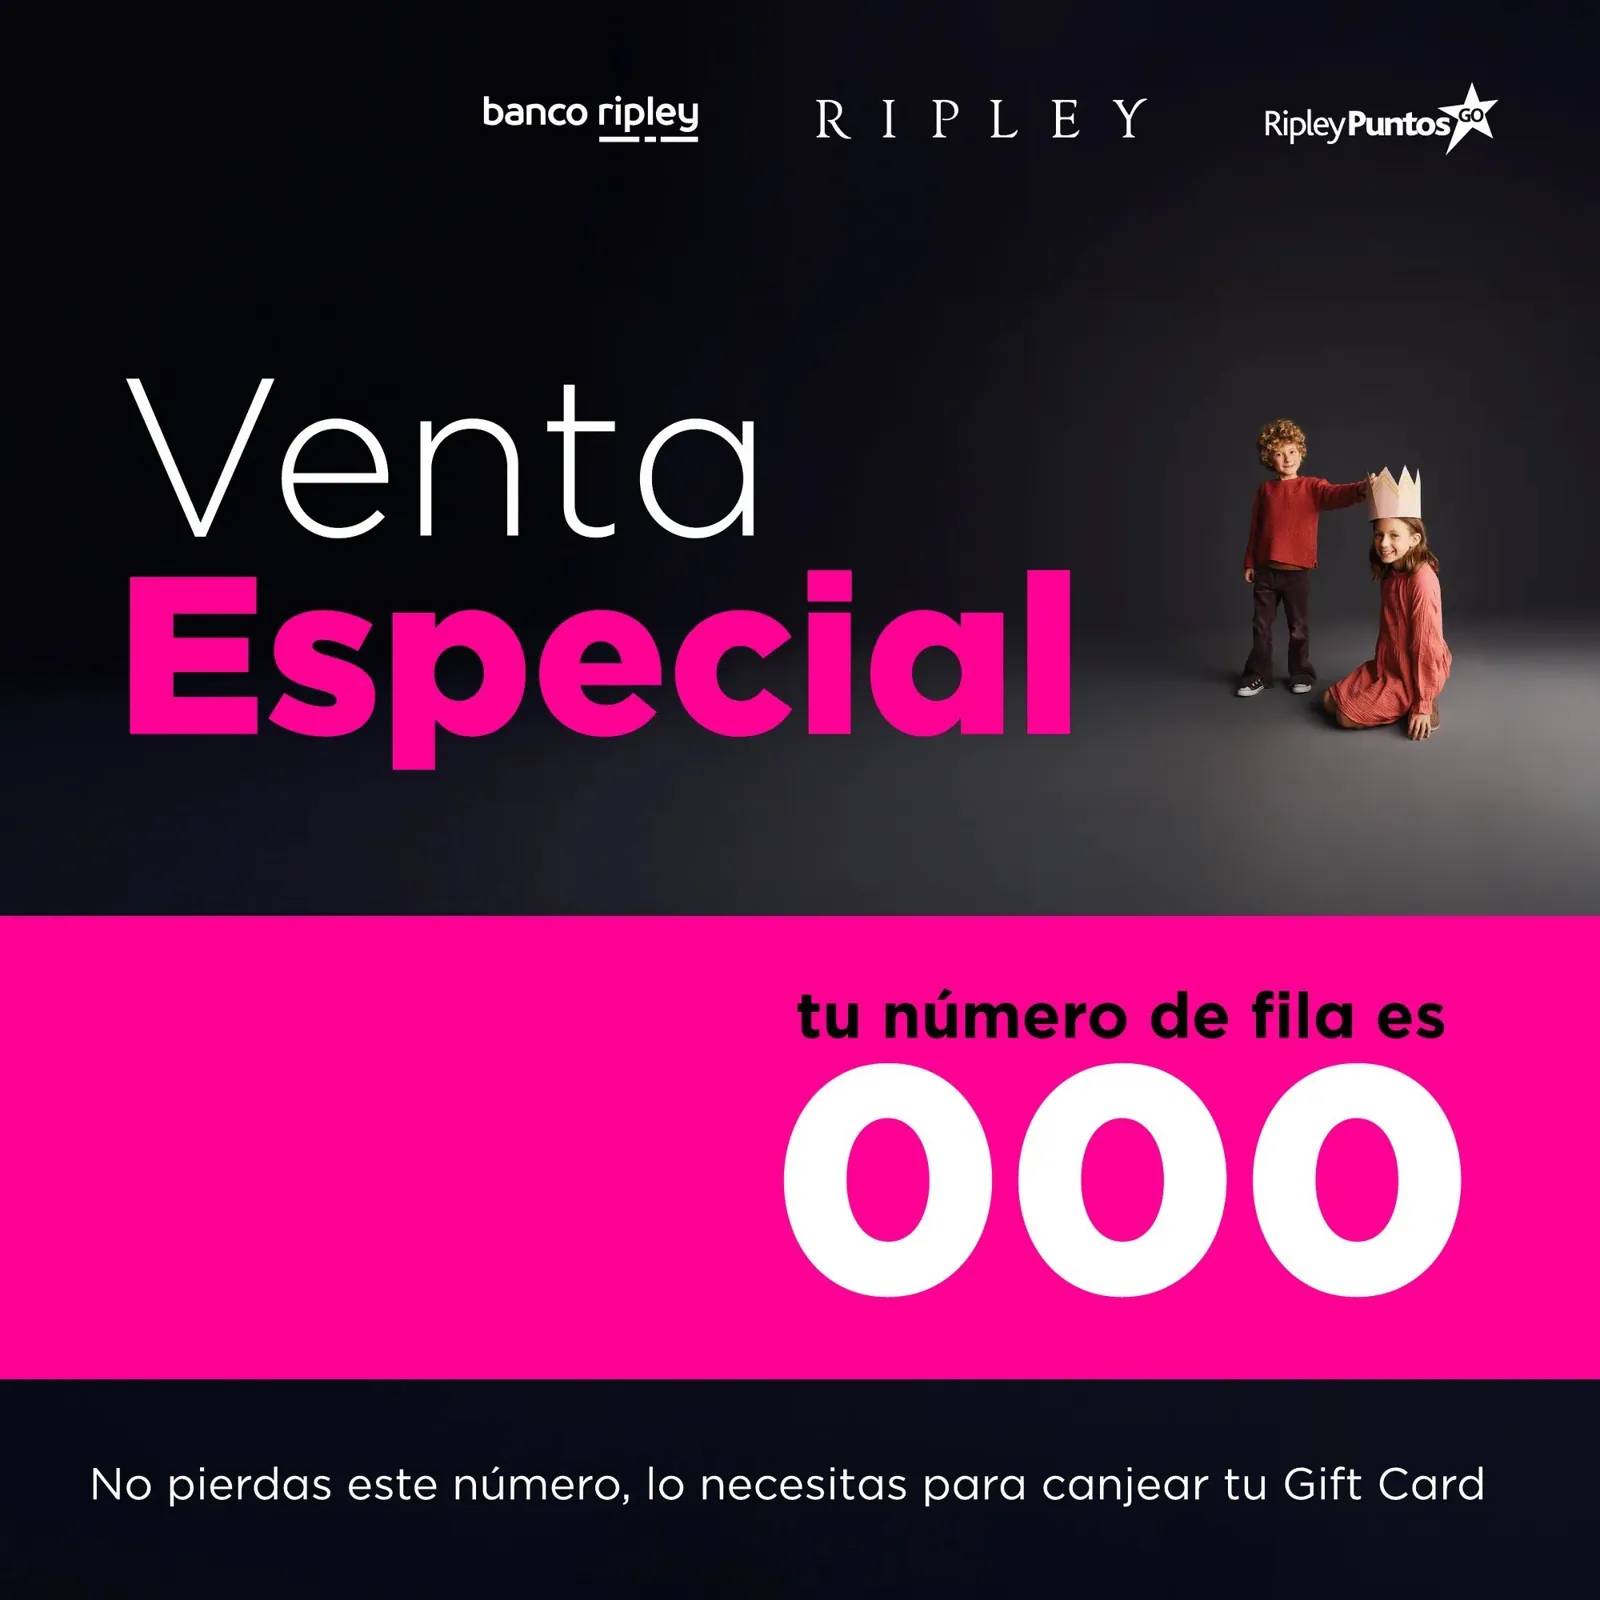 banco ripley
RIPLEY
RipleyPuntos GO
Venta
Especial
tu número de fila es
000
No pierdas este número, lo necesitas para canjear tu Gift Card